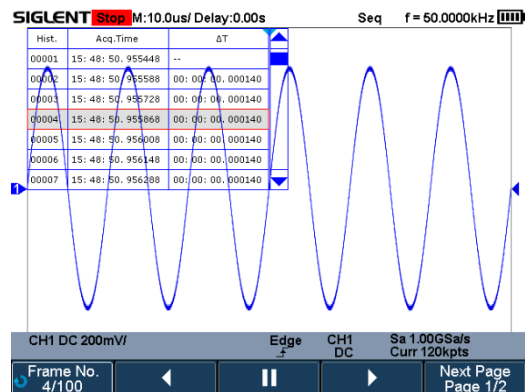 SIGLENT Stop M:10.0us/ Delay:0.00s Seq f = 50.0000kHz
Hist. Acq.Time ΔT
00001 15: 48: 50. 955448 --
00002 15: 48: 50. 955588 00: 00: 00. 000140
00003 15: 48: 50. 955728 00: 00: 00. 000140
00004 15: 48: 50. 955868 00: 00: 00. 000140
00005 15: 48: 50. 956008 00: 00: 00. 000140
00006 15: 48: 50. 956148 00: 00: 00. 000140
00007 15: 48: 50. 956288 00: 00: 00. 000140
1
CH1 DC 200mV/ Edge CH1 Sa 1.00GSa/s
DC Curr 120kpts
Frame No. Next Page
4/100 Page 1/2